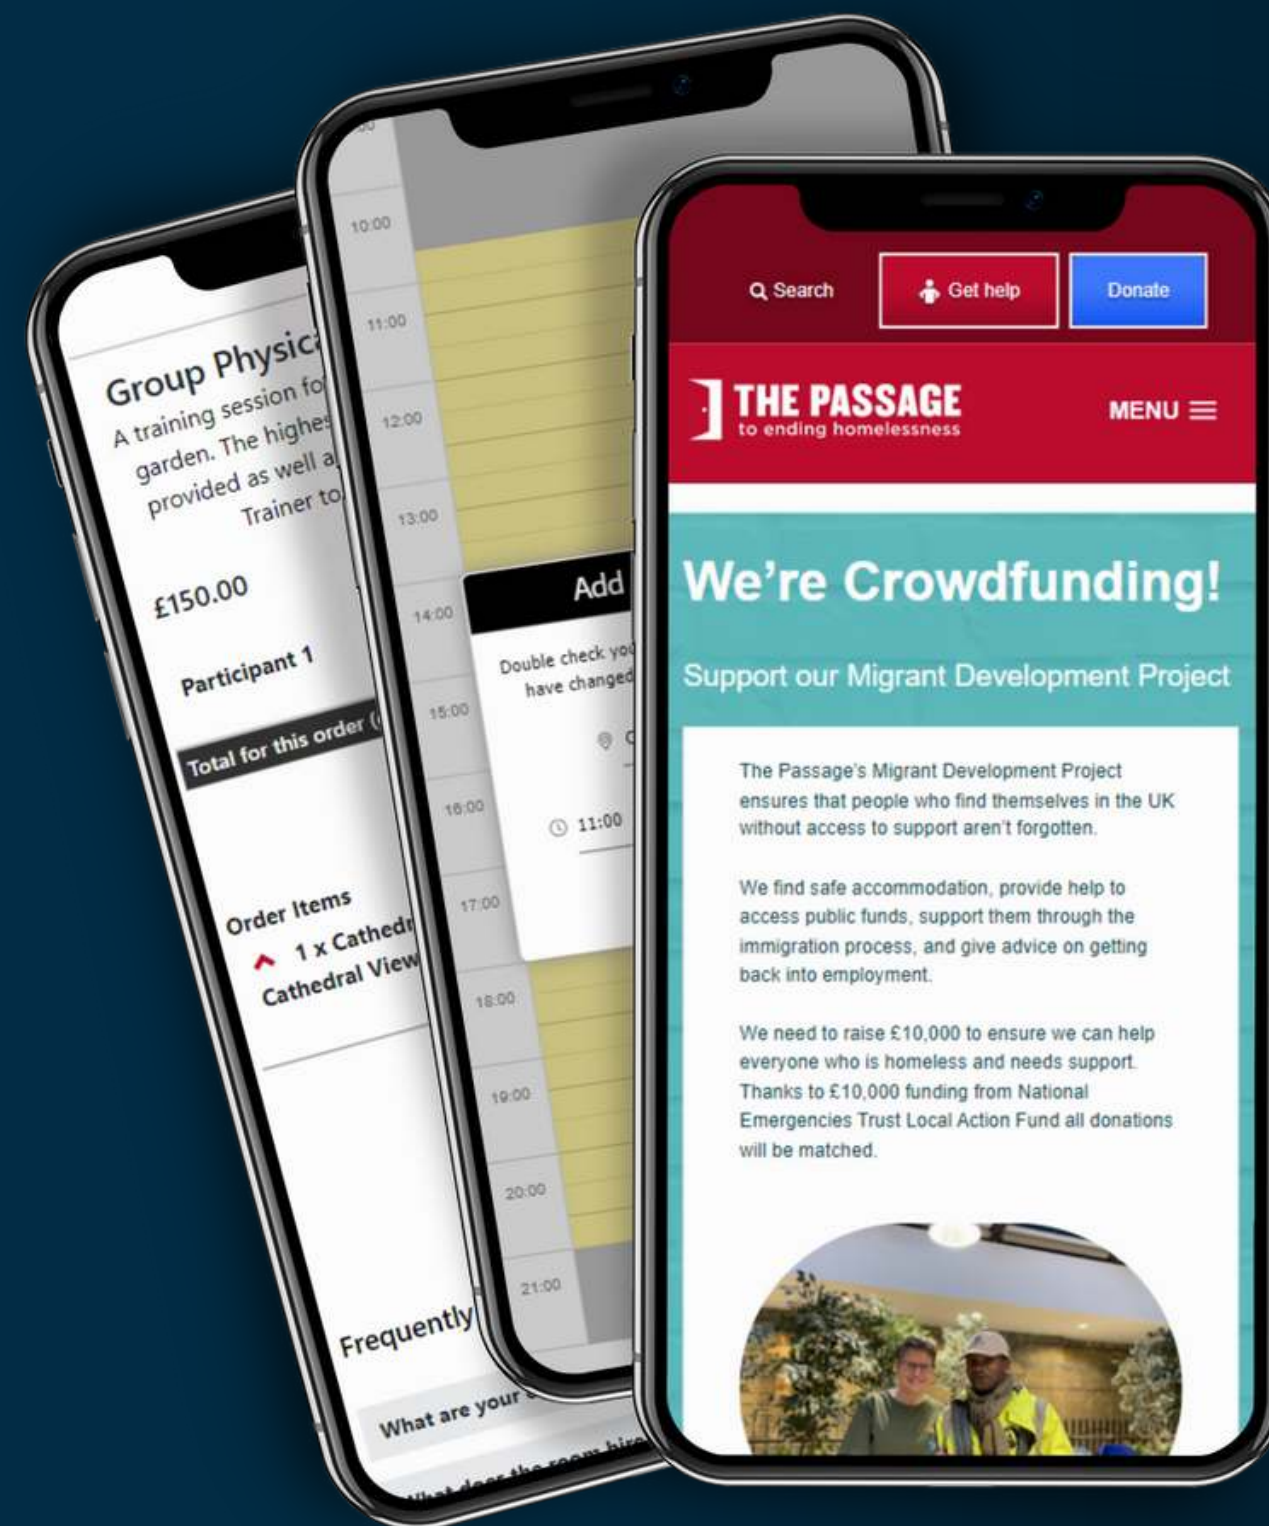 Group Physic
A training session fo
garden. The highes
provided as well a
Trainer to
£150.00
Participant 1
Total for this order (
Order Items
1 x Cathedr
Cathedral View
Frequently
What are your
What does the room hire
10:00
11:00
12:00
13:00
14:00
15:00
16:00
17:00
18:00
19:00
20:00
21:00
Add
Double check you
have changed
11:00
Search
Get help
Donate
THE PASSAGE
to ending homelessness
MENU
We're Crowdfunding!
Support our Migrant Development Project
The Passage's Migrant Development Project
ensures that people who find themselves in the UK
without access to support aren't forgotten.
We find safe accommodation, provide help to
access public funds, support them through the
immigration process, and give advice on getting
back into employment.
We need to raise £10,000 to ensure we can help
everyone who is homeless and needs support.
Thanks to £10,000 funding from National
Emergencies Trust Local Action Fund all donations
will be matched.